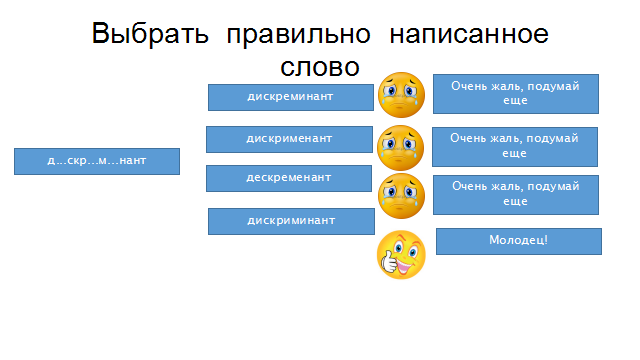 Выбрать правильно написанное
слово
дискреминант
Очень жаль, подумай
еще
дискрименант
Очень жаль, подумай
еще
д...скр...м...нант
дескременант
Очень жаль, подумай
еще
дискриминант
Молодец!